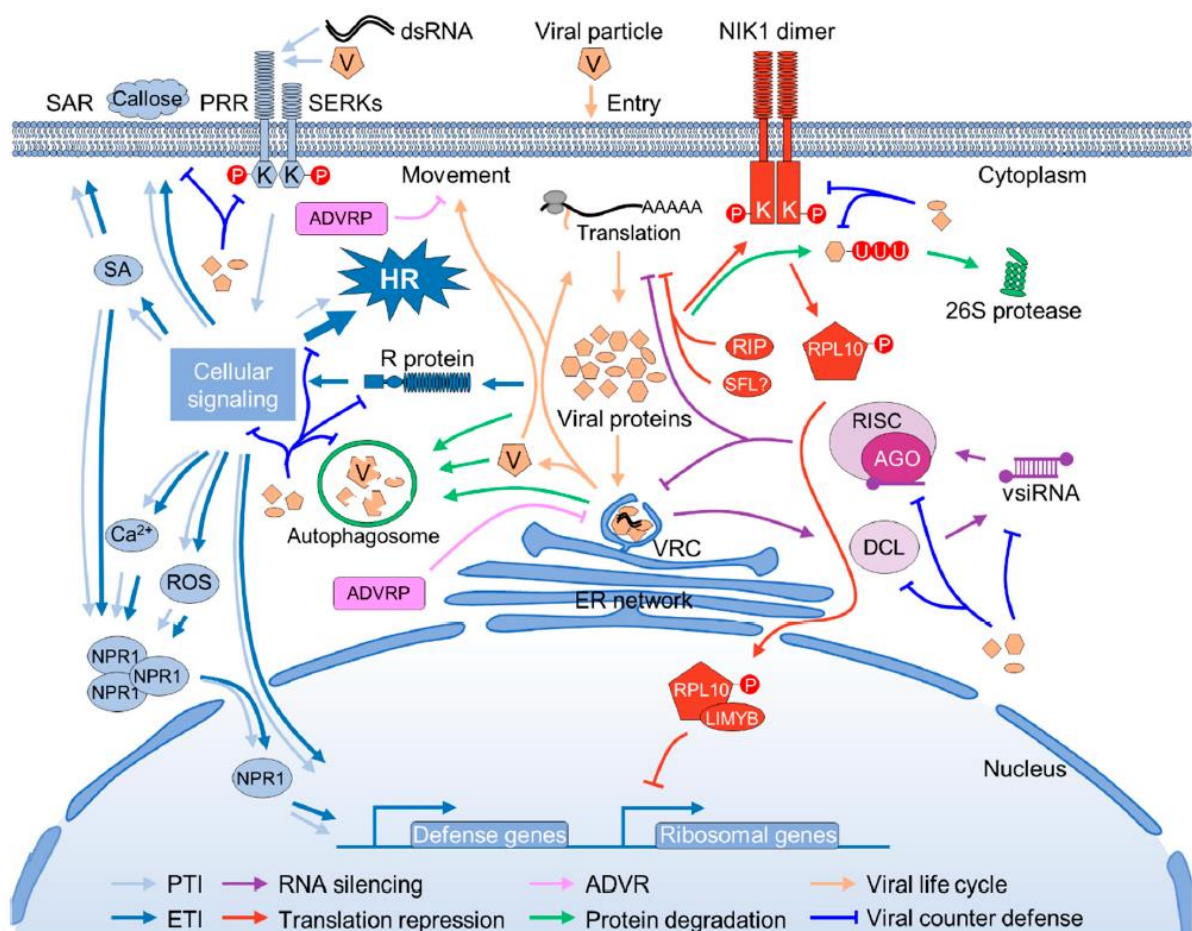 dsRNA
Viral particle
NIK1 dimer
V
V
SAR
Callose
PRR
SERKs
Entry
P
K
K
P
Movement
Cytoplasm
ADVRP
AAAAA
P
K
K
P
Translation
UUU
SA
HR
26S protease
RIP
RPL10
P
R protein
SFL?
Cellular
signaling
Viral proteins
RISC
AGO
V
V
vsiRNA
Autophagosome
Ca2+
VRC
DCL
ROS
ADVRP
ER network
NPR1
NPR1
NPR1
RPL10
P
LIMYB
Nucleus
NPR1
Defense genes
Ribosomal genes
PTI
RNA silencing
ADVR
Viral life cycle
ETI
Translation repression
Protein degradation
Viral counter defense